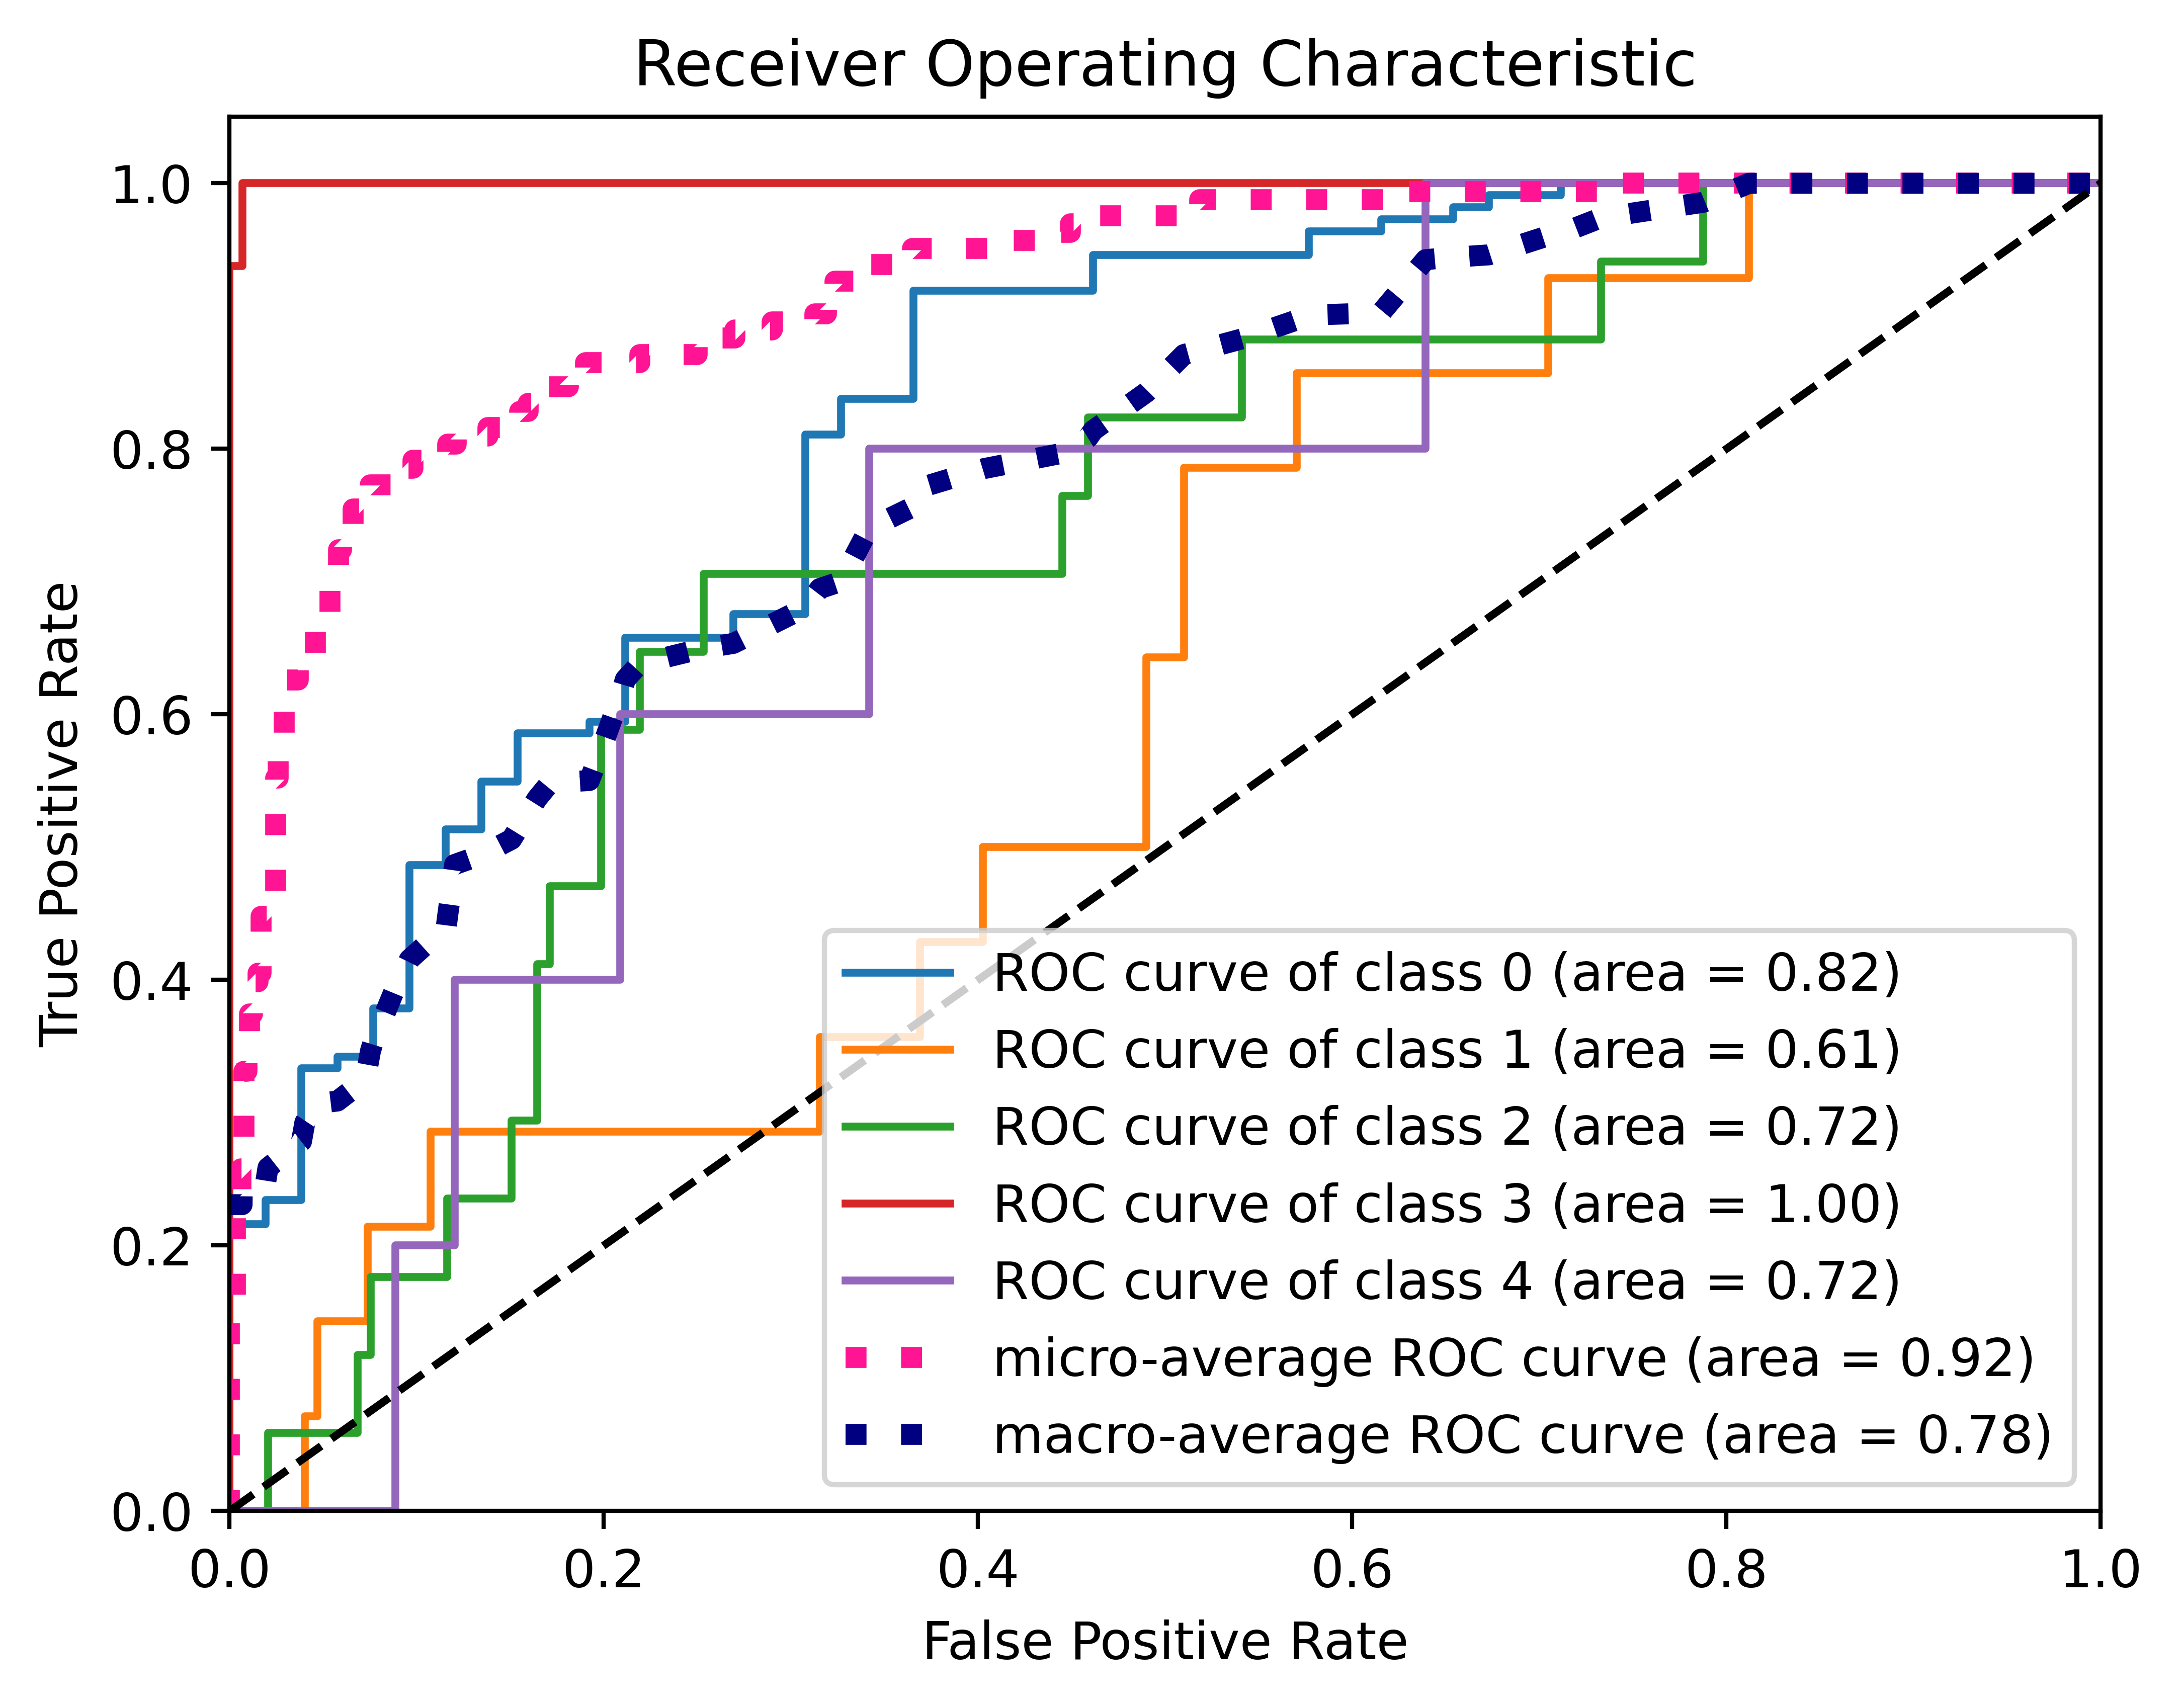 Receiver Operating Characteristic
1.0
0.8
0.6
0.4
0.2
0.0
True Positive Rate
ROC curve of class 0 (area = 0.82)
ROC curve of class 1 (area = 0.61)
ROC curve of class 2 (area = 0.72)
ROC curve of class 3 (area = 1.00)
ROC curve of class 4 (area = 0.72)
micro-average ROC curve (area = 0.92)
macro-average ROC curve (area = 0.78)
0.0 0.2 0.4 0.6 0.8 1.0
False Positive Rate